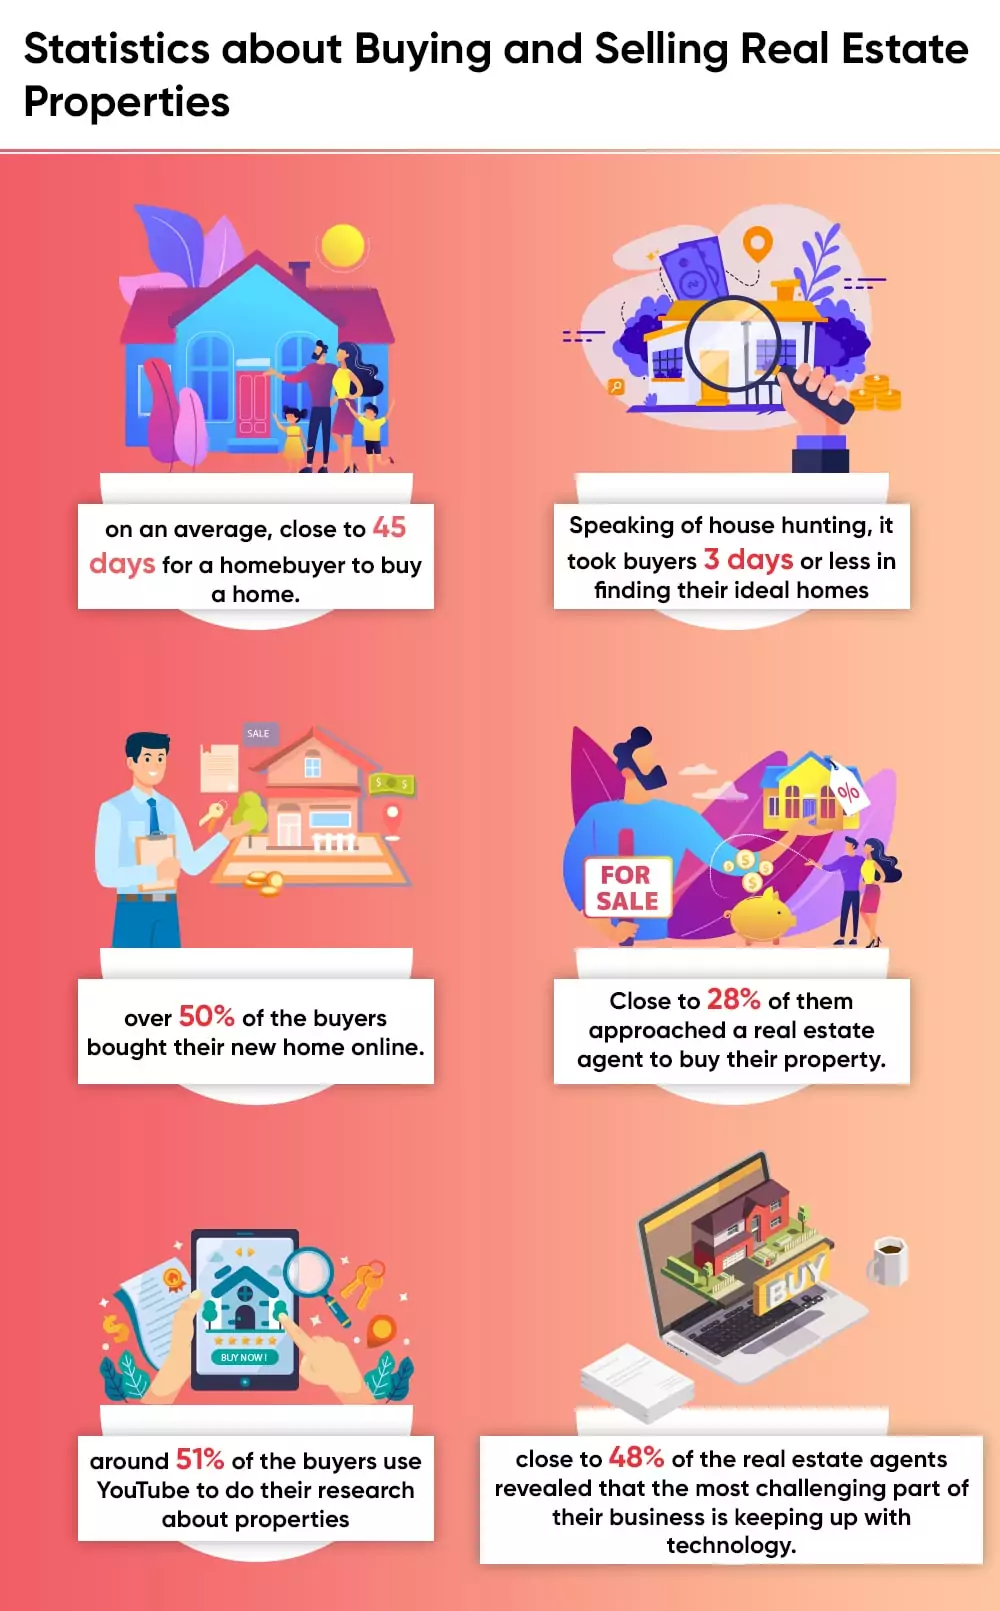 Statistics about Buying and Selling Real Estate
Properties
on an average, close to 45
days for a homebuyer to buy
a home.
Speaking of house hunting, it
took buyers 3 days or less in
finding their ideal homes
SALE
$ $
over 50% of the buyers
bought their new home online.
%
FOR
SALE
Close to 28% of them
approached a real estate
agent to buy their property.
BUY NOW !
around 51% of the buyers use
YouTube to do their research
about properties
BUY
close to 48% of the real estate agents
revealed that the most challenging part of
their business is keeping up with
technology.